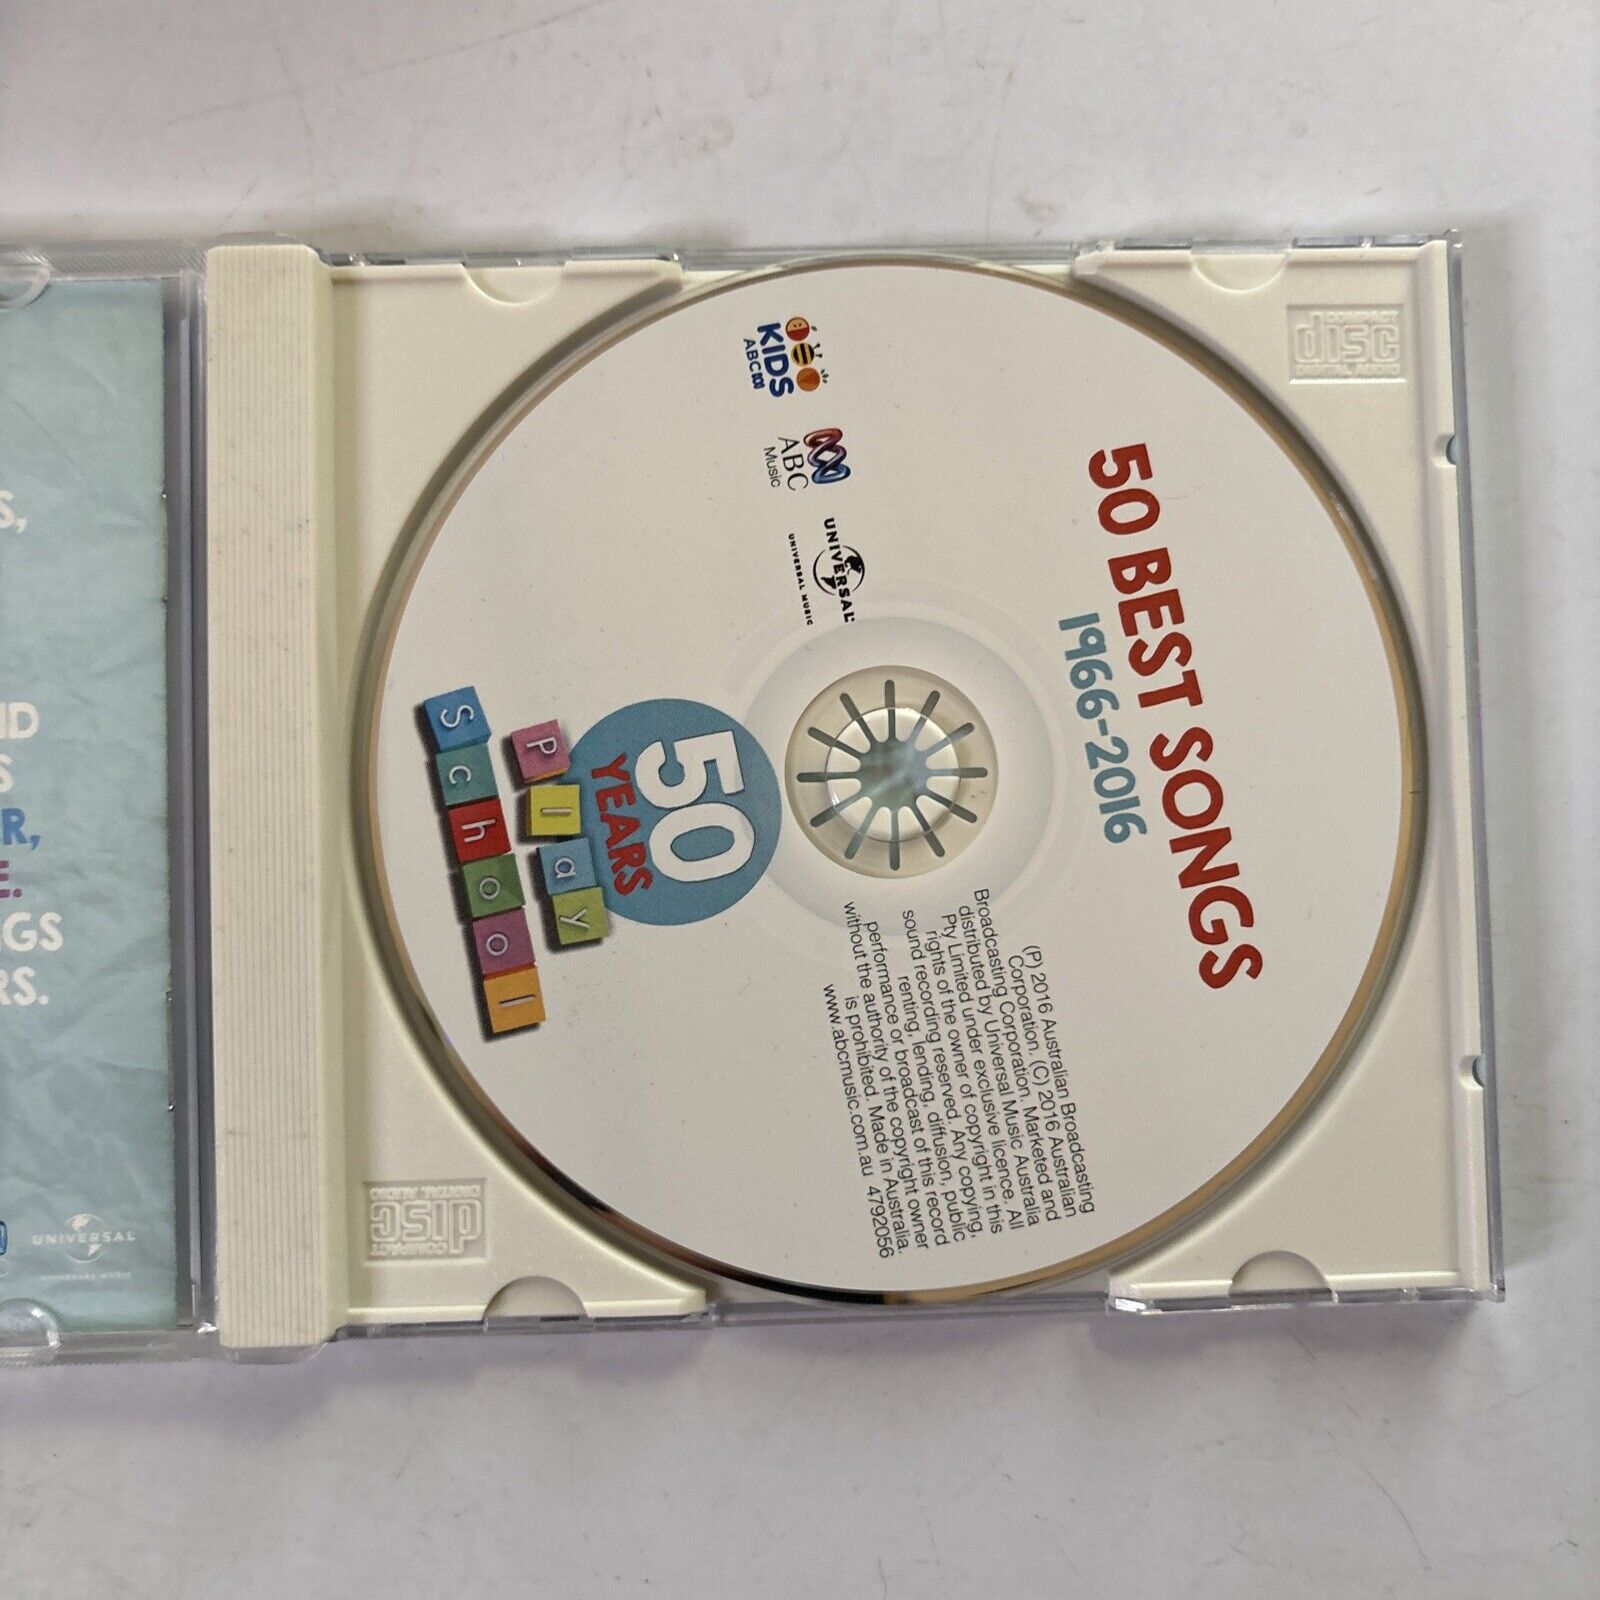 50 BEST SONGS
1966-2016
KIDS
ABC
ABC
Music
UNIVERSAL
UNIVERSAL MUSIC
50
YEARS
Play
School
(P) 2016 Australian Broadcasting
Corporation. (C) 2016 Australian
Broadcasting Corporation. Marketed and
distributed by Universal Music Australia
Pty Limited under exclusive licence. All
rights of the owner of copyright in this
sound recording reserved. Any copying,
renting, lending, diffusion, public
performance or broadcast of this record
without the authority of the copyright owner
is prohibited. Made in Australia.
www.abcmusic.com.au 4792056
COMPACT
disc
DIGITAL AUDIO
COMPACT
disc
DIGITAL AUDIO
S,
ND
S
R,
E!
NGS
RS.
UNIVERSAL
UNIVERSAL MUSIC